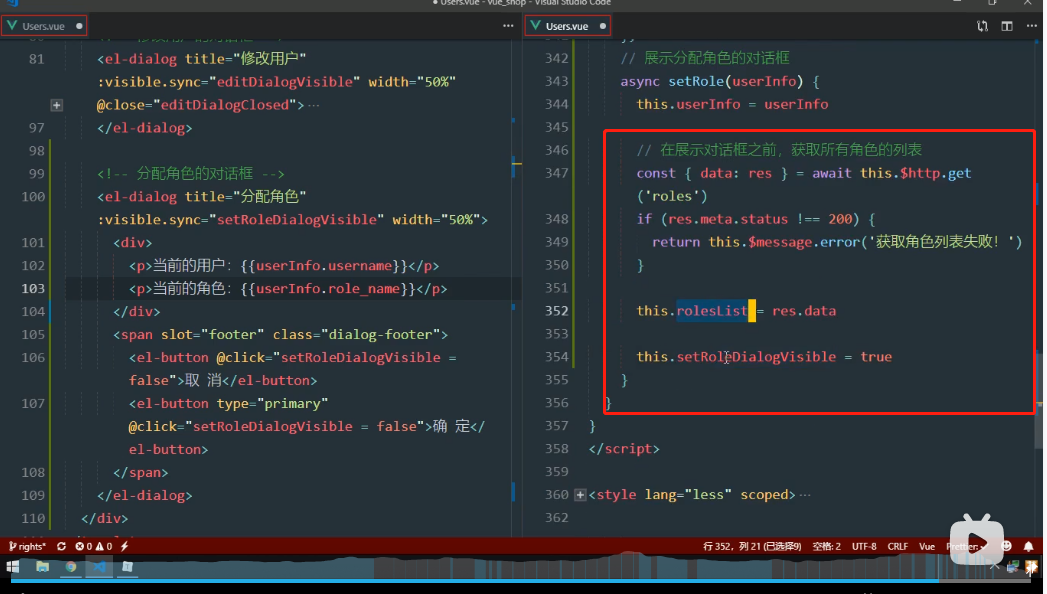 ● Users.vue - vue_shop - Visual Studio Code
Users.vue ●
81 <el-dialog title="修改用户"
:visible.sync="editDialogVisible" width="50%"
@close="editDialogClosed">⋯
97 </el-dialog>
98
99 <!-- 分配角色的对话框 -->
100 <el-dialog title="分配角色"
:visible.sync="setRoleDialogVisible" width="50%">
101 <div>
102 <p>当前的用户：{{userInfo.username}}</p>
103 <p>当前的角色：{{userInfo.role_name}}</p>
104 </div>
105 <span slot="footer" class="dialog-footer">
106 <el-button @click="setRoleDialogVisible =
false">取 消</el-button>
107 <el-button type="primary"
@click="setRoleDialogVisible = false">确 定</
el-button>
108 </span>
109 </el-dialog>
110 </div>
Users.vue ●
342 // 展示分配角色的对话框
343 async setRole(userInfo) {
344 this.userInfo = userInfo
345
346 // 在展示对话框之前，获取所有角色的列表
347 const { data: res } = await this.$http.get
('roles')
348 if (res.meta.status !== 200) {
349 return this.$message.error('获取角色列表失败！')
350 }
351
352 this.rolesList = res.data
353
354 this.setRoleDialogVisible = true
355 }
356 }
357 }
358 </script>
359
360 <style lang="less" scoped>⋯
362
rights* 0 0 行 352，列 21 (已选择9) 空格: 2 UTF-8 CRLF Vue Prettier: ✓